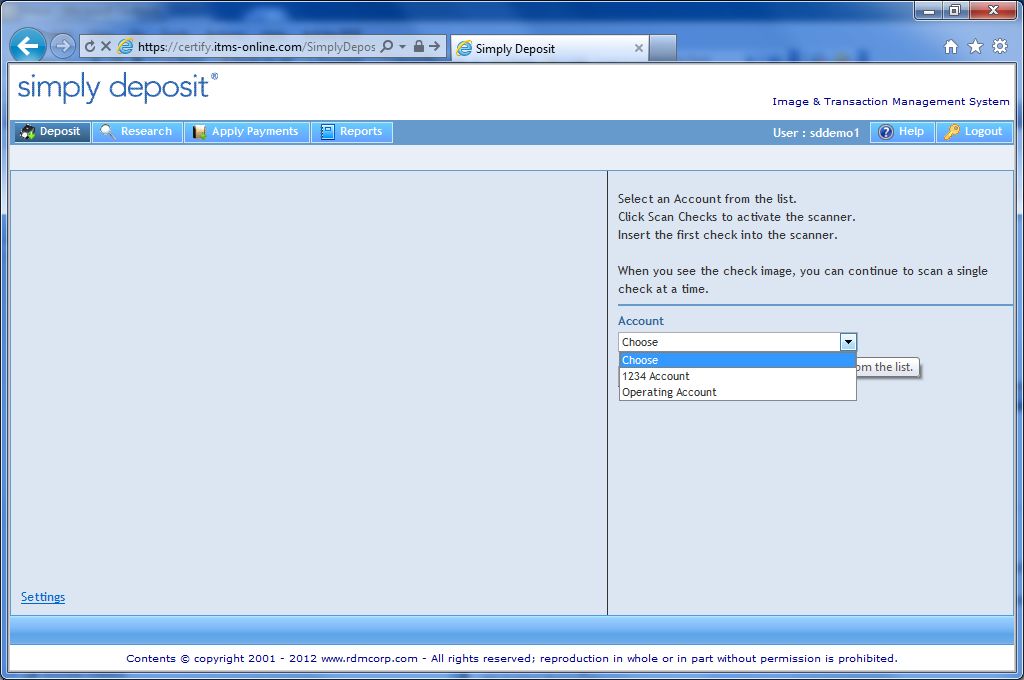 https://certify.itms-online.com/SimplyDepos
Simply Deposit
simply deposit®
Image & Transaction Management System
Deposit
Research
Apply Payments
Reports
User : sddemo1
Help
Logout
Select an Account from the list.
Click Scan Checks to activate the scanner.
Insert the first check into the scanner.
When you see the check image, you can continue to scan a single
check at a time.
Account
Choose
Choose
om the list.
1234 Account
Operating Account
Settings
Contents © copyright 2001 - 2012 www.rdmcorp.com - All rights reserved; reproduction in whole or in part without permission is prohibited.